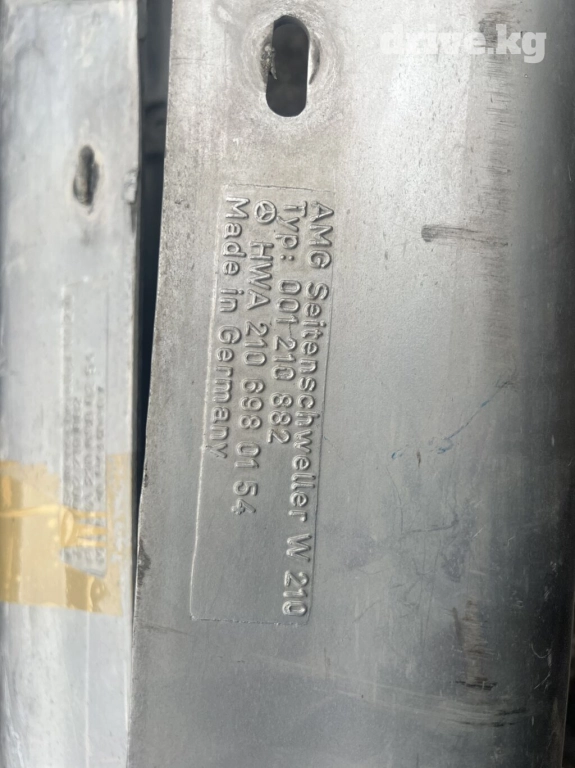 drive.kg
AMG Seitenschweller W 210
Typ: 001 210 882
HWA 210 698 01 54
Made in Germany